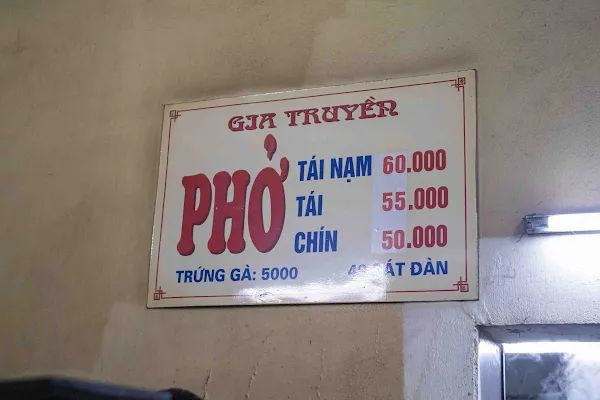 GIA TRUYỀN
PHỞ
TÁI NẠM 60.000
TÁI 55.000
CHÍN 50.000
TRỨNG GÀ: 5000 ĐÀN